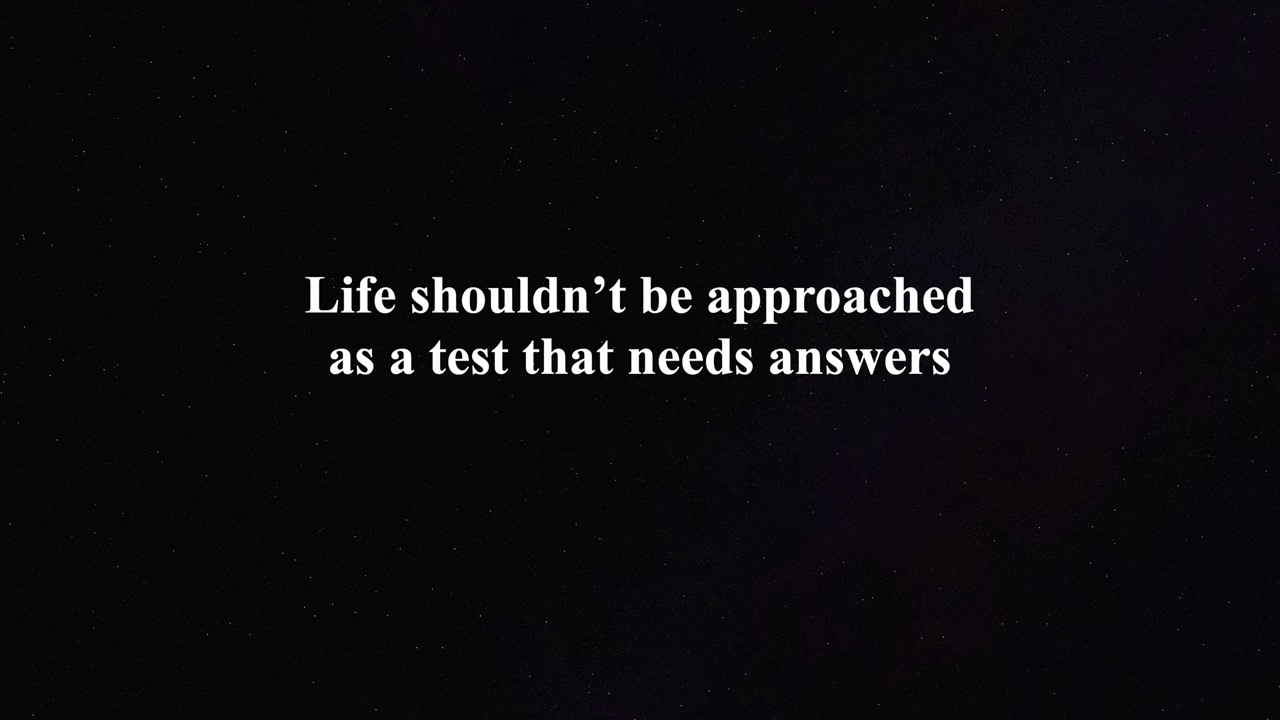 Life shouldn’t be approached
as a test that needs answers